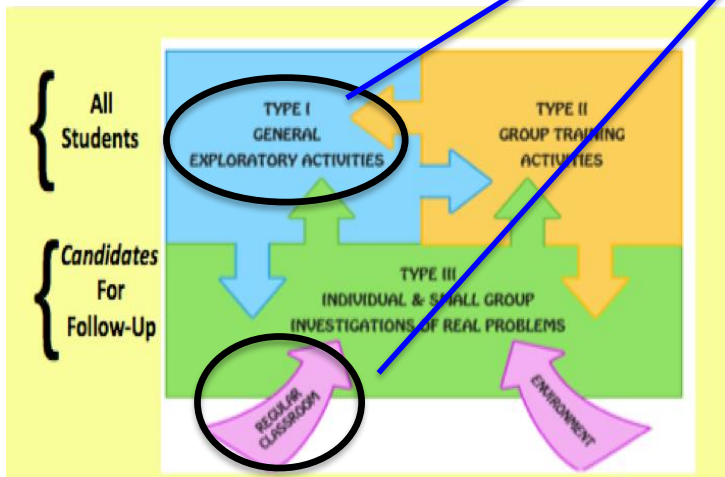 All
Students
TYPE I
GENERAL
EXPLORATORY ACTIVITIES
TYPE II
GROUP TRAINING
ACTIVITIES
Candidates
For
Follow-Up
TYPE III
INDIVIDUAL & SMALL GROUP
INVESTIGATIONS OF REAL PROBLEMS
REGULAR
CLASSROOM
ENVIRONMENT